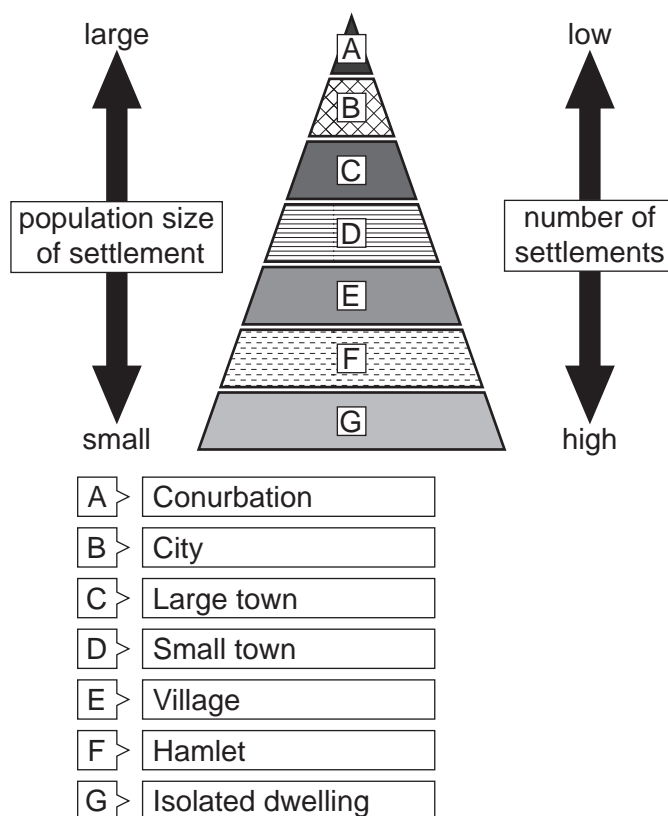 large
low
A
B
C
population size
of settlement
number of
settlements
D
E
F
G
small
high
A Conurbation
B City
C Large town
D Small town
E Village
F Hamlet
G Isolated dwelling